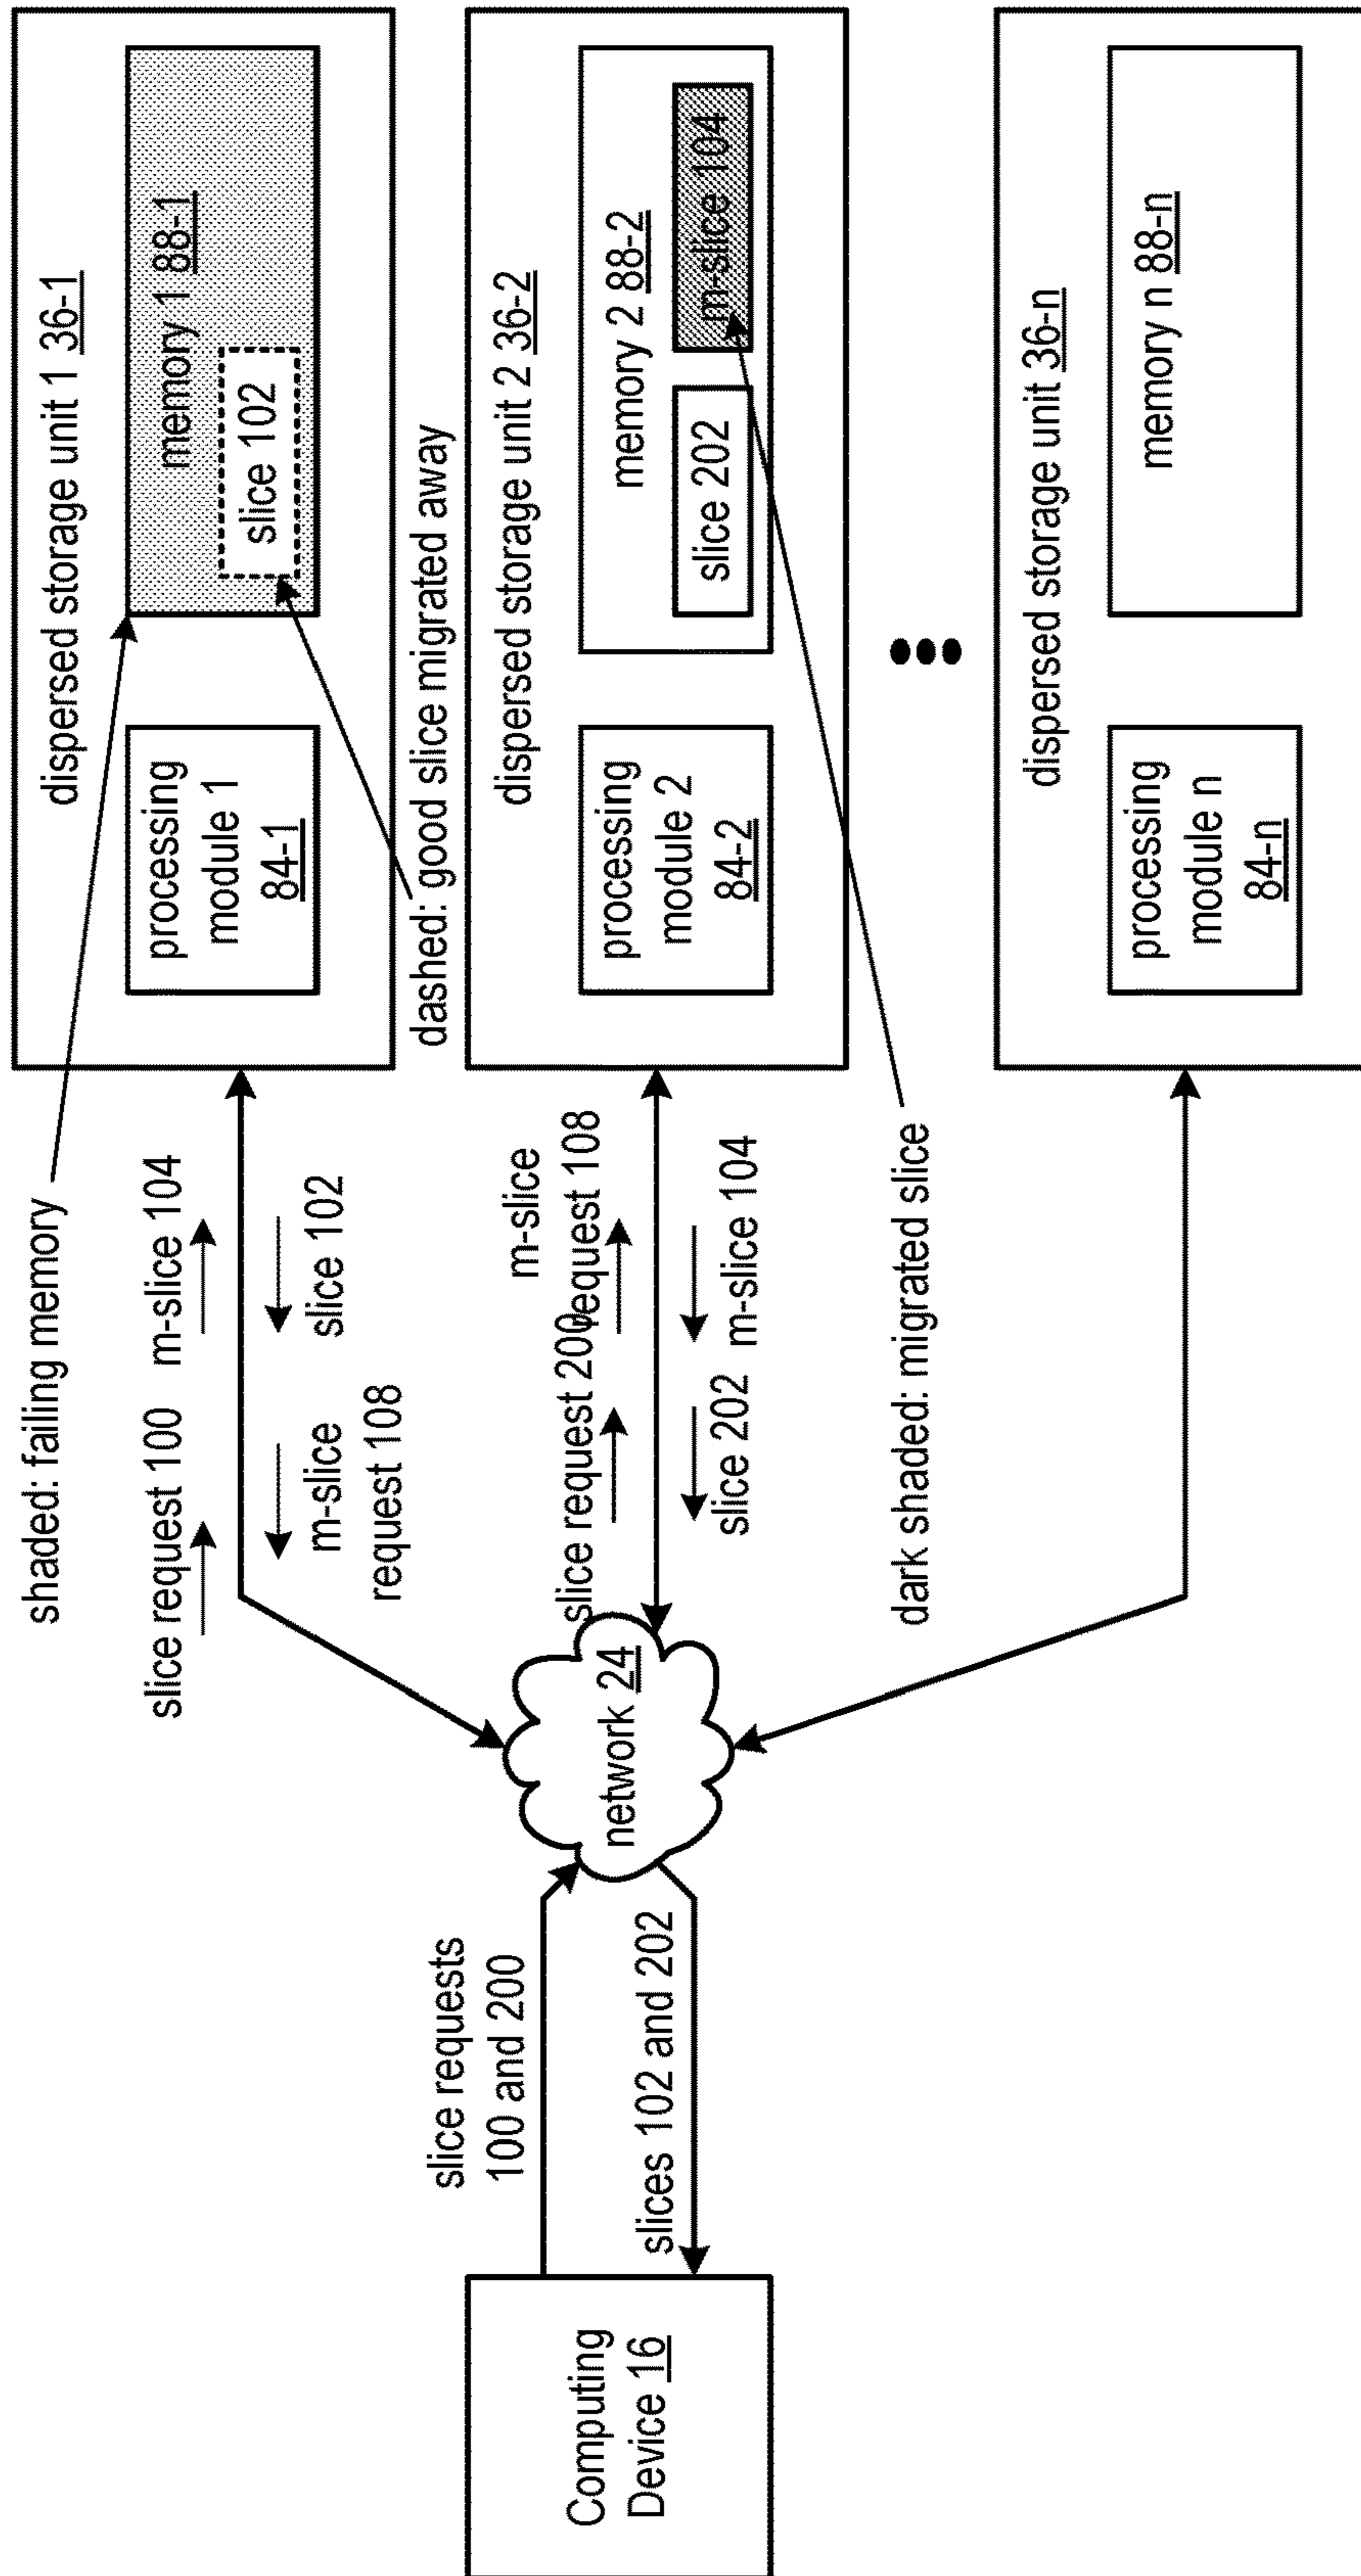 shaded: failing memory
slice request 100
m-slice 104
m-slice
request 108
slice 102
dispersed storage unit 1 36-1
processing
module 1
84-1
memory 1 88-1
slice 102
dashed: good slice migrated away
Computing
Device 16
slice requests
100 and 200
slices 102 and 202
network 24
slice request 200
m-slice
request 108
slice 202
m-slice 104
dispersed storage unit 2 36-2
processing
module 2
84-2
memory 2 88-2
slice 202
m-slice 104
dark shaded: migrated slice
dispersed storage unit 36-n
processing
module n
84-n
memory n 88-n